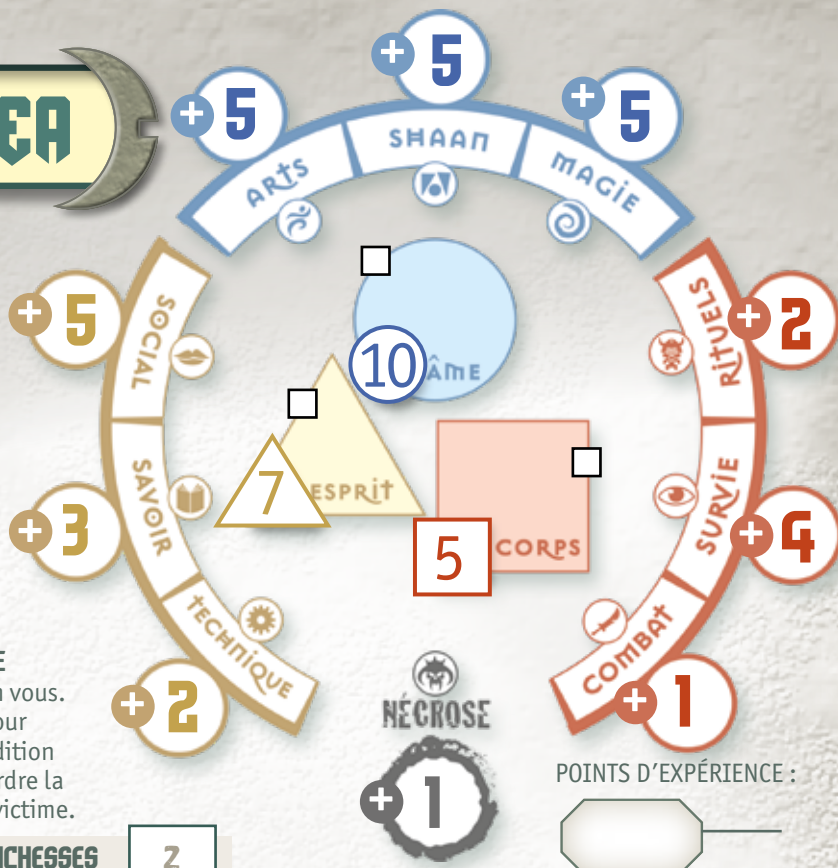 EA
+5
+5
+5
ARTS
SHAAN
MAGIE
+5
SOCIAL
RITUELS
+2
10
ÂME
+3
SAVOIR
7
ESPRIT
5
CORPS
SURVIE
+4
TECHNIQUE
+2
COMBAT
+1
NÉCROSE
+1
E
n vous.
our
dition
rdre la
victime.
ICHESSES
2
POINTS D'EXPÉRIENCE :